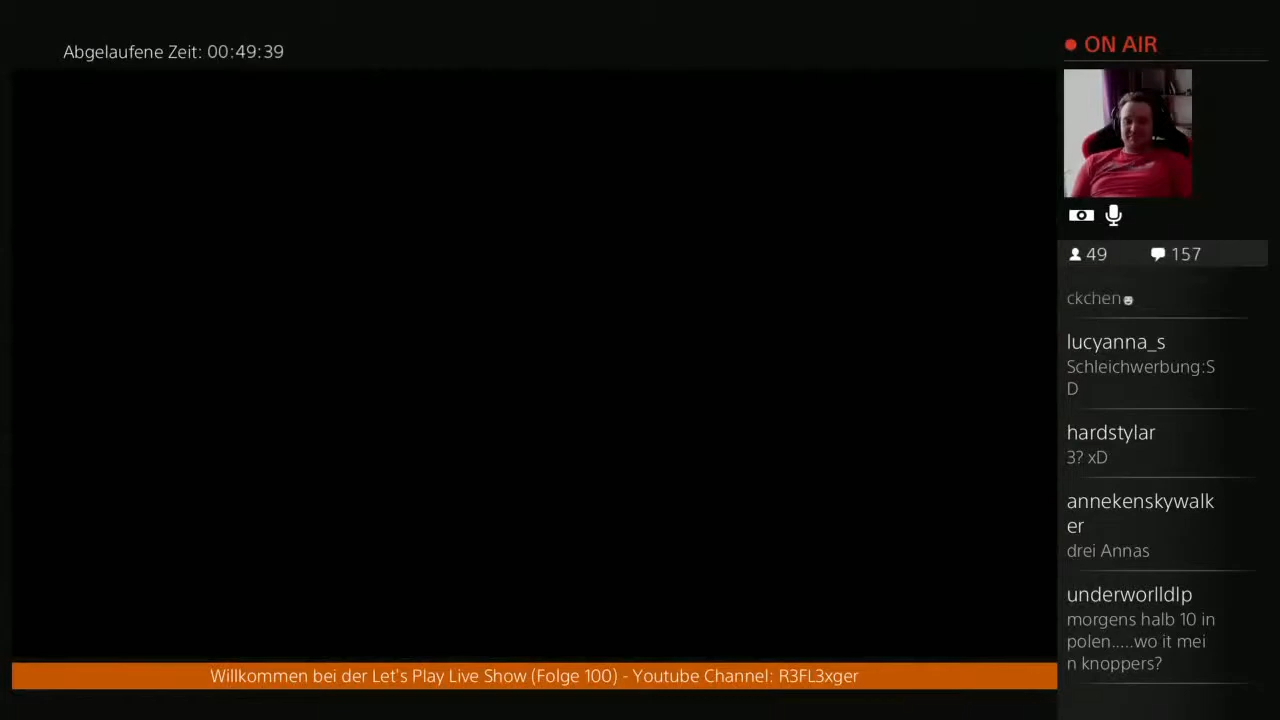 Abgelaufene Zeit: 00:49:39
ON AIR
49
157
ckchen
lucyanna_s
Schleichwerbung:S
D
hardstylar
3? xD
annekenskywalk
er
drei Annas
underworlldlp
morgens halb 10 in
polen.....wo it mei
n knoppers?
Willkommen bei der Let's Play Live Show (Folge 100) - Youtube Channel: R3FL3xger